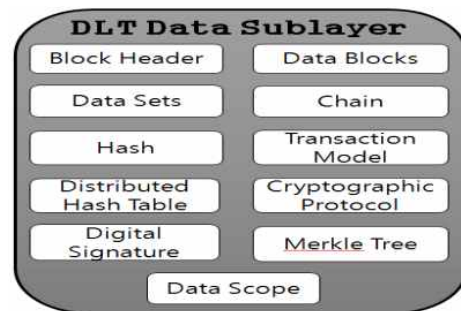 DLT Data Sublayer
Block Header
Data Blocks
Data Sets
Chain
Hash
Transaction
Model
Distributed
Hash Table
Cryptographic
Protocol
Digital
Signature
Merkle Tree
Data Scope